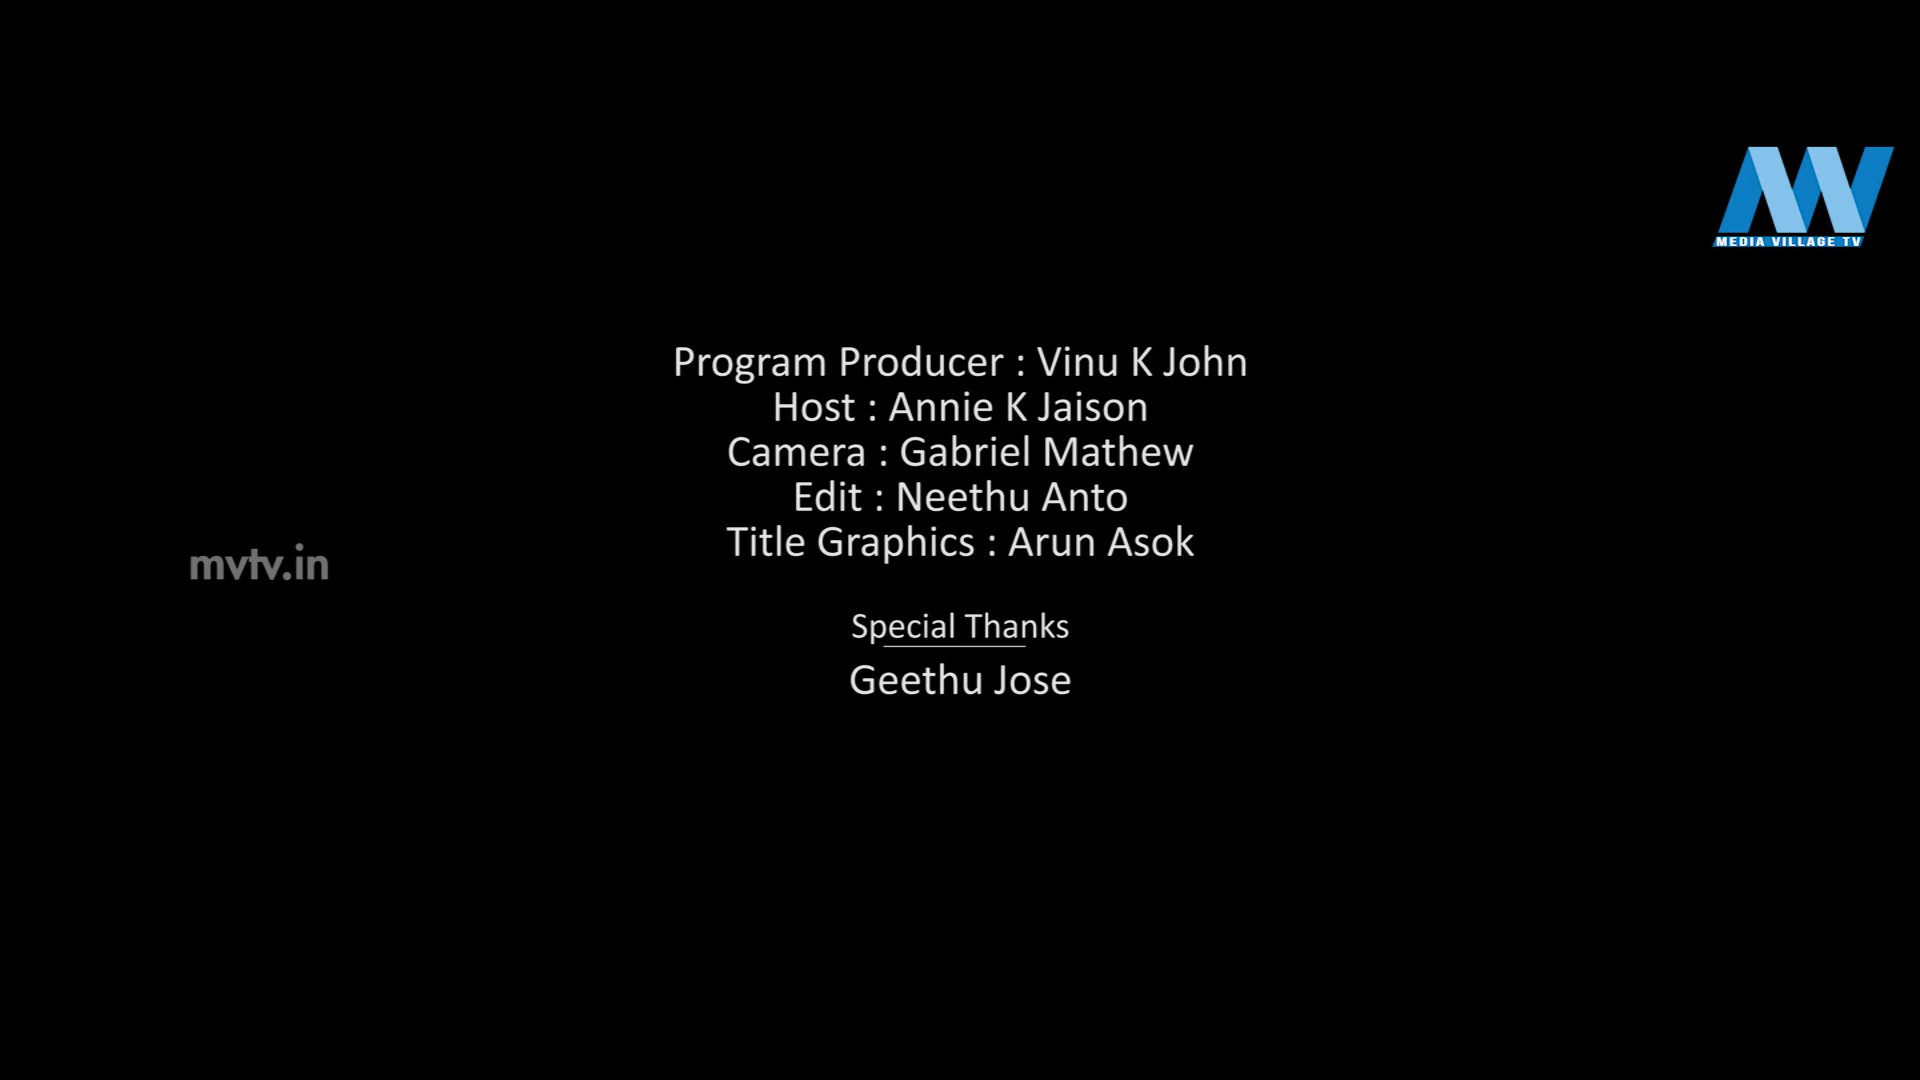 MEDIA VILLAGE TV
Program Producer : Vinu K John
Host : Annie K Jaison
Camera : Gabriel Mathew
Edit : Neethu Anto
Title Graphics : Arun Asok
mvtv.in
Special Thanks
Geethu Jose